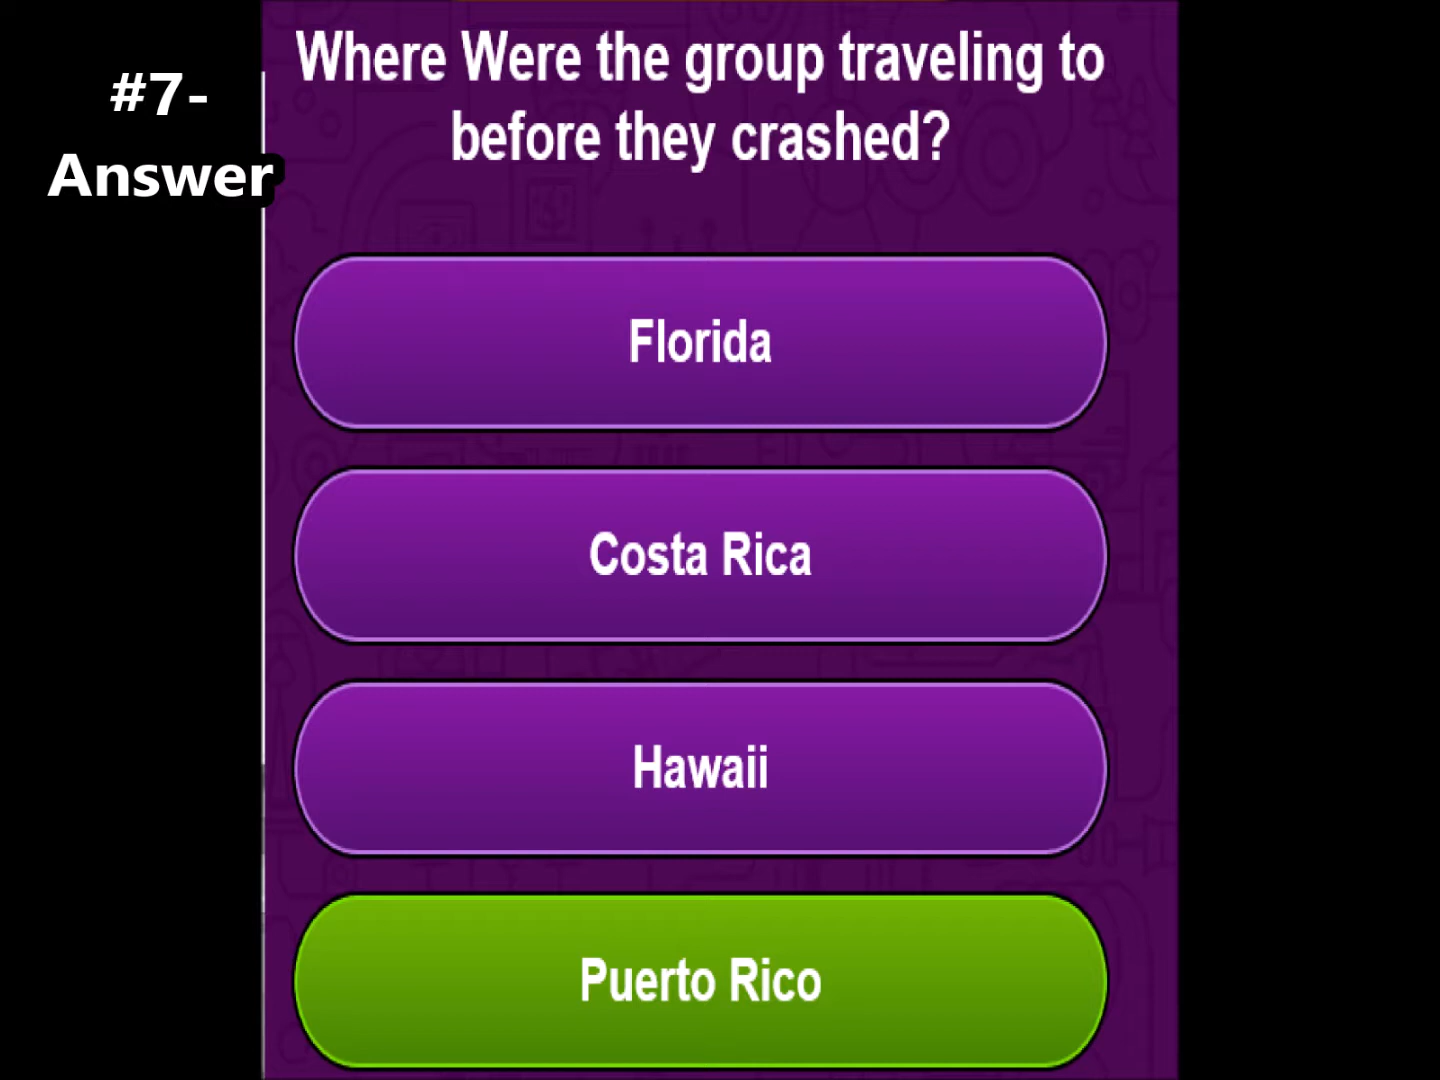 #7-
Answer
Where Were the group traveling to
before they crashed?
Florida
Costa Rica
Hawaii
Puerto Rico